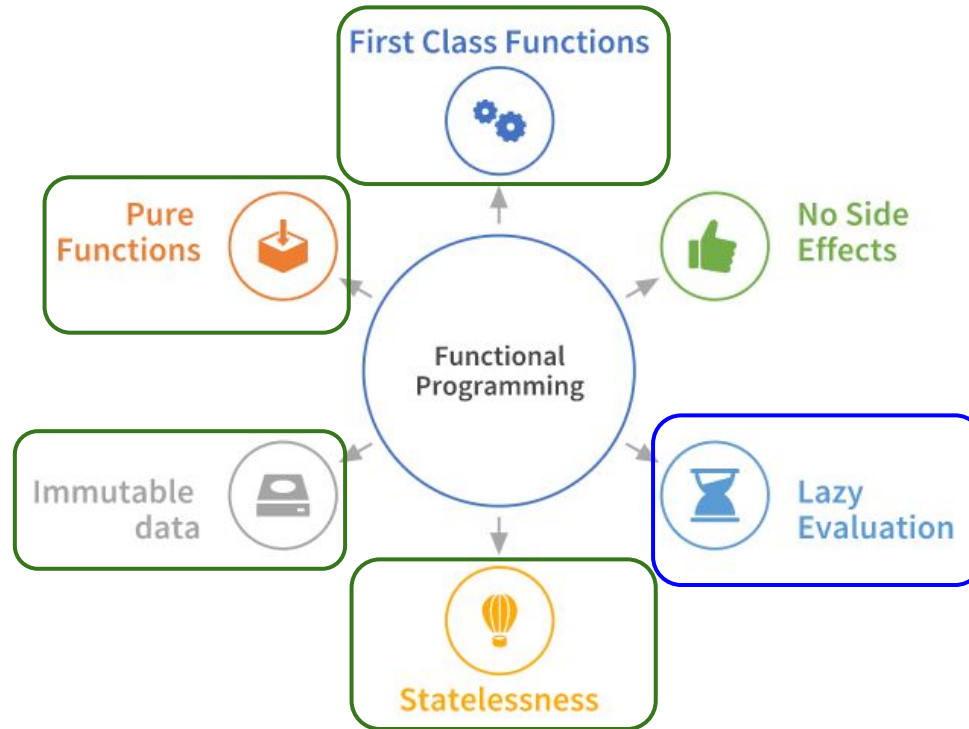 First Class Functions
Pure
Functions
No Side
Effects
Functional
Programming
Immutable
data
Lazy
Evaluation
Statelessness